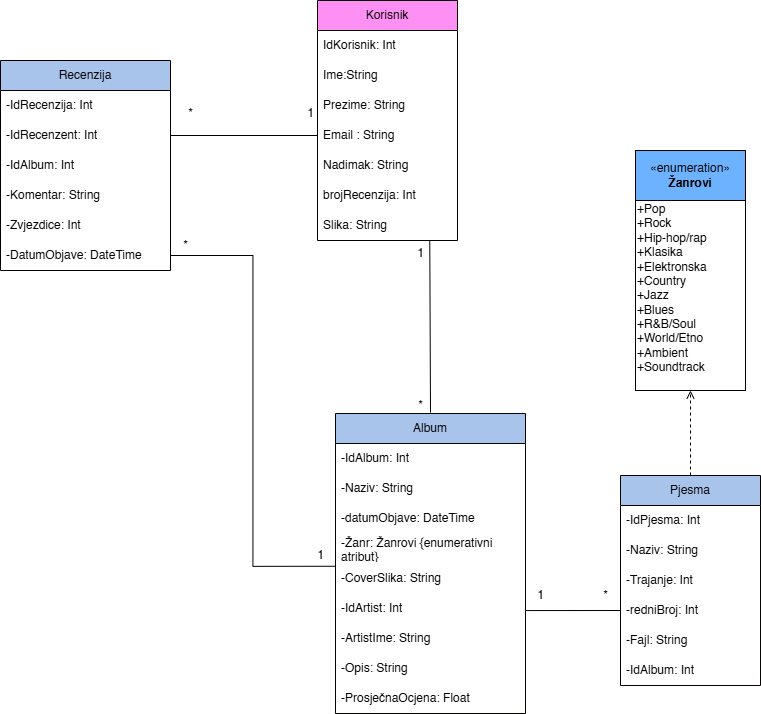 Korisnik
IdKorisnik: Int
Ime:String
Prezime: String
Email : String
Nadimak: String
brojRecenzija: Int
Slika: String
Recenzija
-IdRecenzija: Int
-IdRecenzent: Int
-IdAlbum: Int
-Komentar: String
-Zvjezdice: Int
-DatumObjave: DateTime
*
1
*
1
1
*
«enumeration»
Žanrovi
+Pop
+Rock
+Hip-hop/rap
+Klasika
+Elektronska
+Country
+Jazz
+Blues
+R&B/Soul
+World/Etno
+Ambient
+Soundtrack
Album
-IdAlbum: Int
-Naziv: String
-datumObjave: DateTime
-Žanr: Žanrovi {enumerativni
atribut}
-CoverSlika: String
-IdArtist: Int
-ArtistIme: String
-Opis: String
-ProsječnaOcjena: Float
1
*
Pjesma
-IdPjesma: Int
-Naziv: String
-Trajanje: Int
-redniBroj: Int
-Fajl: String
-IdAlbum: Int